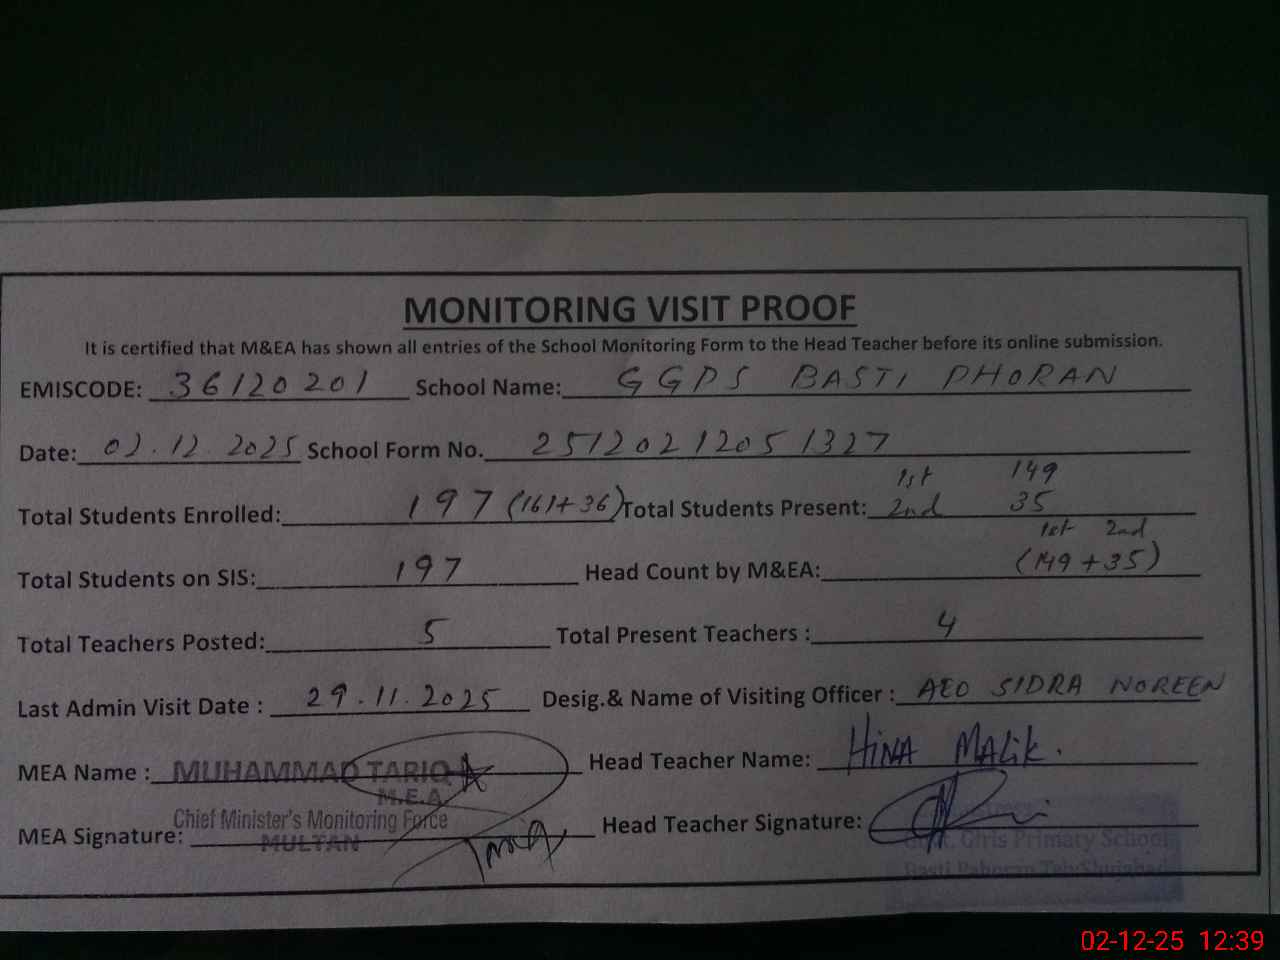 MONITORING VISIT PROOF
It is certified that M&EA has shown all entries of the School Monitoring Form to the Head Teacher before its online submission.
EMISCODE: 36120201 School Name: GGPS BASTI PHORAN
Date: 02.12.2025 School Form No. 25120212051327
1st 149
Total Students Enrolled: 197 (161+36) Total Students Present: 2nd 35
1st 2nd
Total Students on SIS: 197 Head Count by M&EA: (149+35)
Total Teachers Posted: 5 Total Present Teachers : 4
Last Admin Visit Date : 29.11.2025 Desig.& Name of Visiting Officer : AEO SIDRA NOREEN
MEA Name : MUHAMMAD TARIQ Head Teacher Name: HINA MALIK.
M.E.A
Chief Minister's Monitoring Force
MEA Signature: MULTAN Head Teacher Signature:
Girls Primary School
Basti
02-12-25 12:39